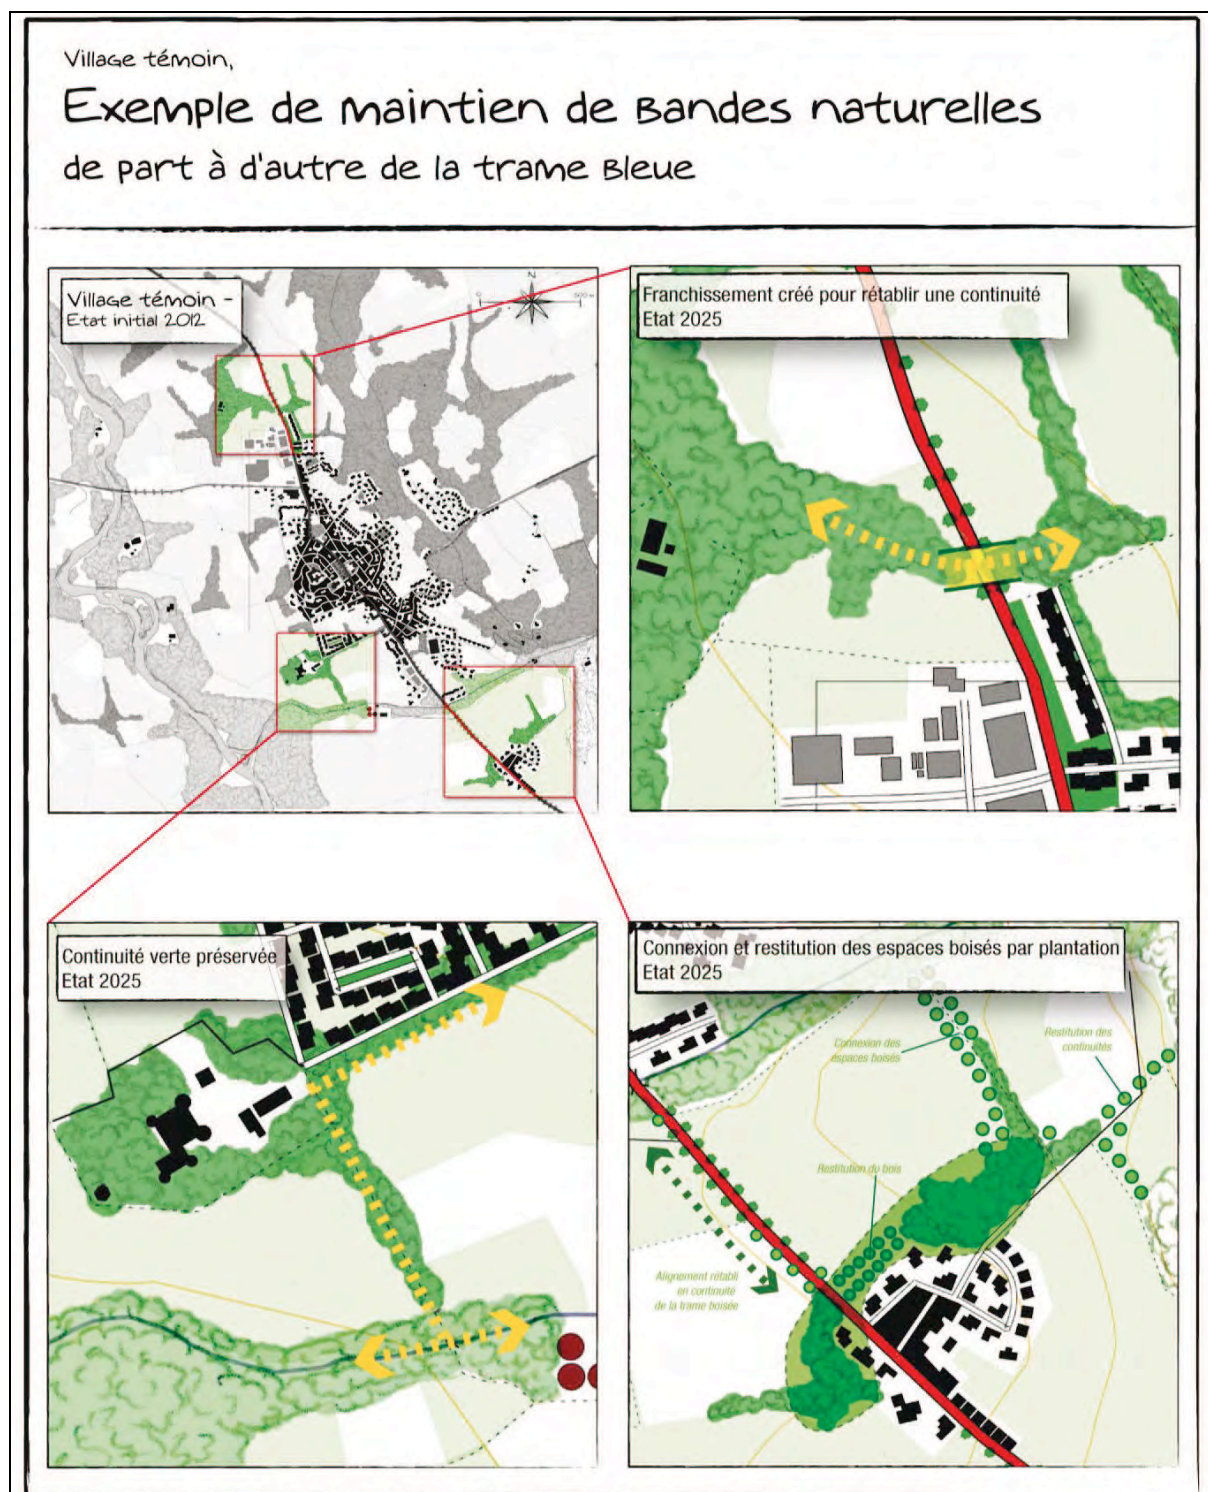 Village témoin,
Exemple de maintien de Bandes naturelles
de part à d'autre de la trame Bleue
Village témoin -
Etat initial 2012
N
0
500 m
Franchissement créé pour rétablir une continuité
Etat 2025
Continuité verte préservée
Etat 2025
Connexion et restitution des espaces boisés par plantation
Etat 2025
Connexion des
espaces boisés
Restitution des
continuités
Restitution du bois
Alignement rétabli
en continuité
de la trame boisée